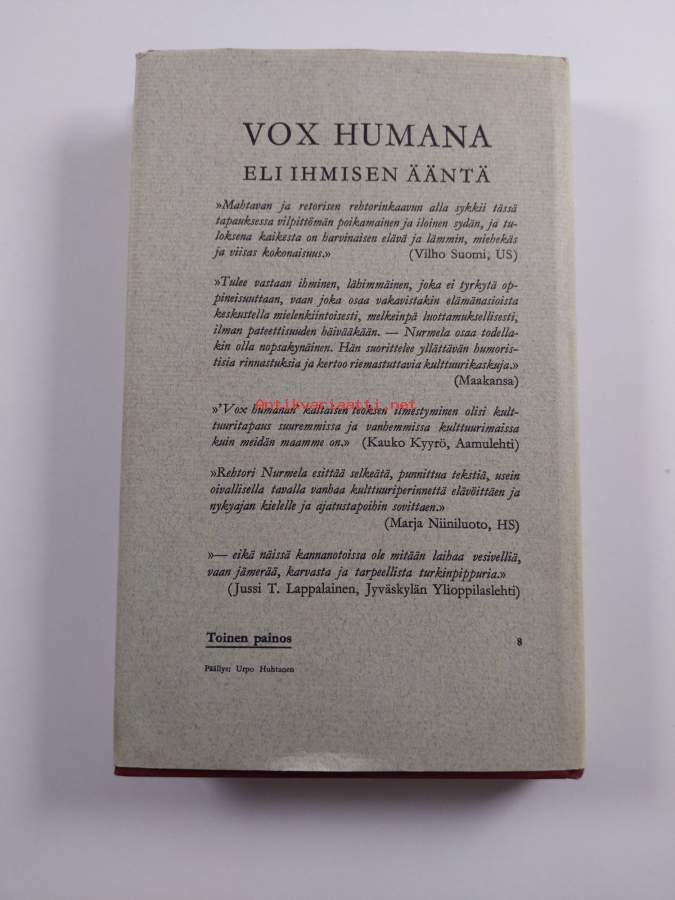 VOX HUMANA
ELI IHMISEN ÄÄNTÄ
»Mahtavan ja retorisen rehtorinkaavun alla sykkii tässä
tapauksessa vilpittömän poikamainen ja iloinen sydän, ja tu-
loksena kaikesta on harvinaisen elävä ja lämmin, miehekäs
ja viisas kokonaisuus.» (Vilho Suomi, US)
»Tulee vastaan ihminen, lähimmäinen, joka ei tyrkytä op-
pineisuuttaan, vaan joka osaa vakavistakin elämänasioista
keskustella mielenkiintoisesti, melkeinpä luottamuksellisesti,
ilman pateettisuuden häivääkään. — Nurmela osaa todella-
kin olla nopsakynäinen. Hän suorittelee yllättävän humoris-
tisia rinnastuksia ja kertoo riemastuttavia kulttuurikaskuja.»
(Maakansa)
Antikvariaatti.net
»'Vox humanan' kaltaisen teoksen ilmestyminen olisi kult-
tuuritapaus suuremmissa ja vanhemmissa kulttuurimaissa
kuin meidän maamme on.» (Kauko Kyyrö, Aamulehti)
»Rehtori Nurmela esittää selkeätä, punnittua tekstiä, usein
oivallisella tavalla vanhaa kulttuuriperinnettä elävöittäen ja
nykyajan kielelle ja ajatustapoihin sovittaen.»
(Marja Niiniluoto, HS)
»— eikä näissä kannanotoissa ole mitään laihaa vesivelliä,
vaan jämerää, karvasta ja tarpeellista turkinpippuria.»
(Jussi T. Lappalainen, Jyväskylän Ylioppilaslehti)
Toinen painos 8
Päällys: Urpo Huhtanen